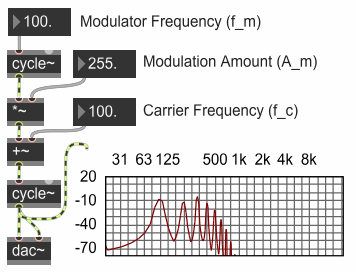 100. Modulator Frequency (f_m)
cycle~ 255. Modulation Amount (A_m)
*~ 100. Carrier Frequency (f_c)
+~
31 63 125 500 1k 2k 4k 8k
20
cycle~ -10
-40
dac~ -70